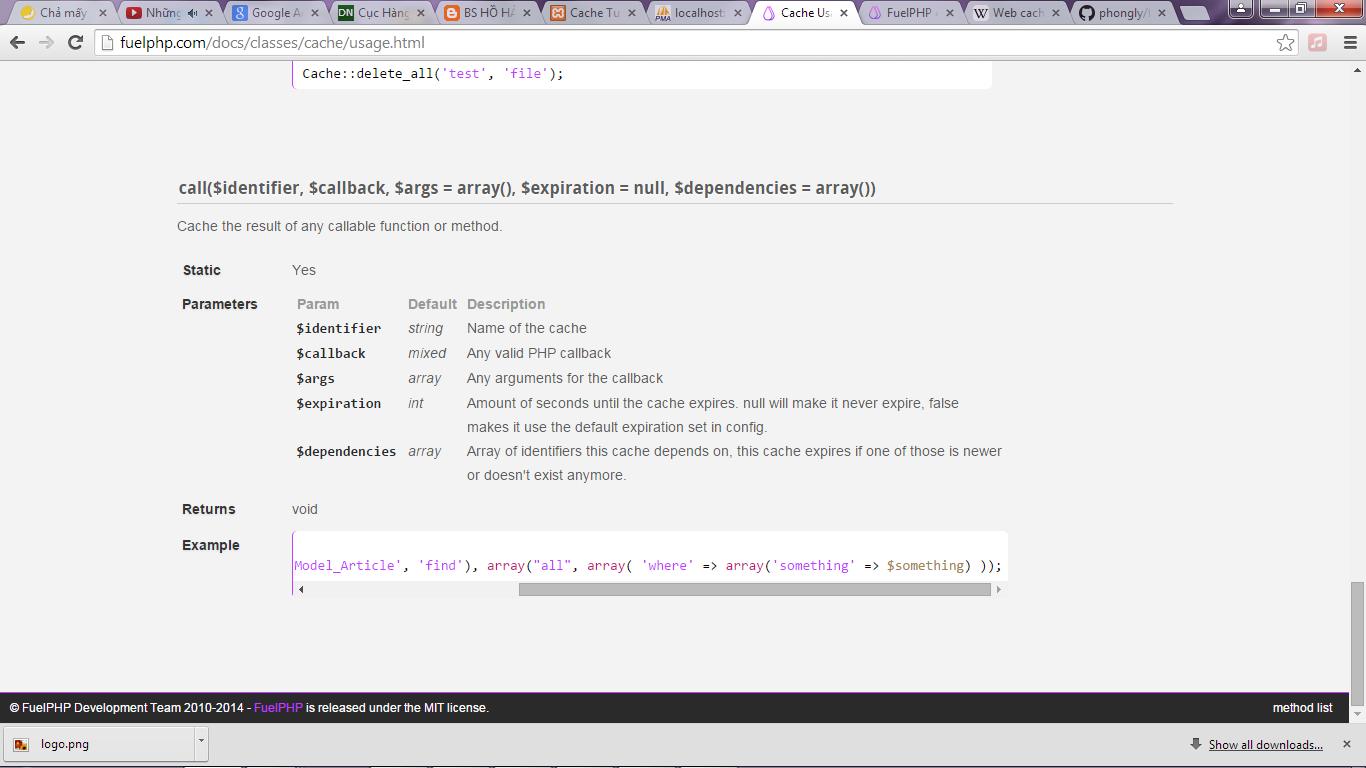 Chả mấy
Những
Google A
DN Cục Hàng
BS HỒ HẢ
Cache Tu
PMA localhost
Cache Usa
FuelPHP
W Web cach
phongly/
fuelphp.com/docs/classes/cache/usage.html
Cache::delete_all('test', 'file');
call($identifier, $callback, $args = array(), $expiration = null, $dependencies = array())
Cache the result of any callable function or method.
Static Yes
Parameters Param Default Description
$identifier string Name of the cache
$callback mixed Any valid PHP callback
$args array Any arguments for the callback
$expiration int Amount of seconds until the cache expires. null will make it never expire, false
makes it use the default expiration set in config.
$dependencies array Array of identifiers this cache depends on, this cache expires if one of those is newer
or doesn't exist anymore.
Returns void
Example
Model_Article', 'find'), array("all", array( 'where' => array('something' => $something) ));
© FuelPHP Development Team 2010-2014 - FuelPHP is released under the MIT license. method list
logo.png Show all downloads...